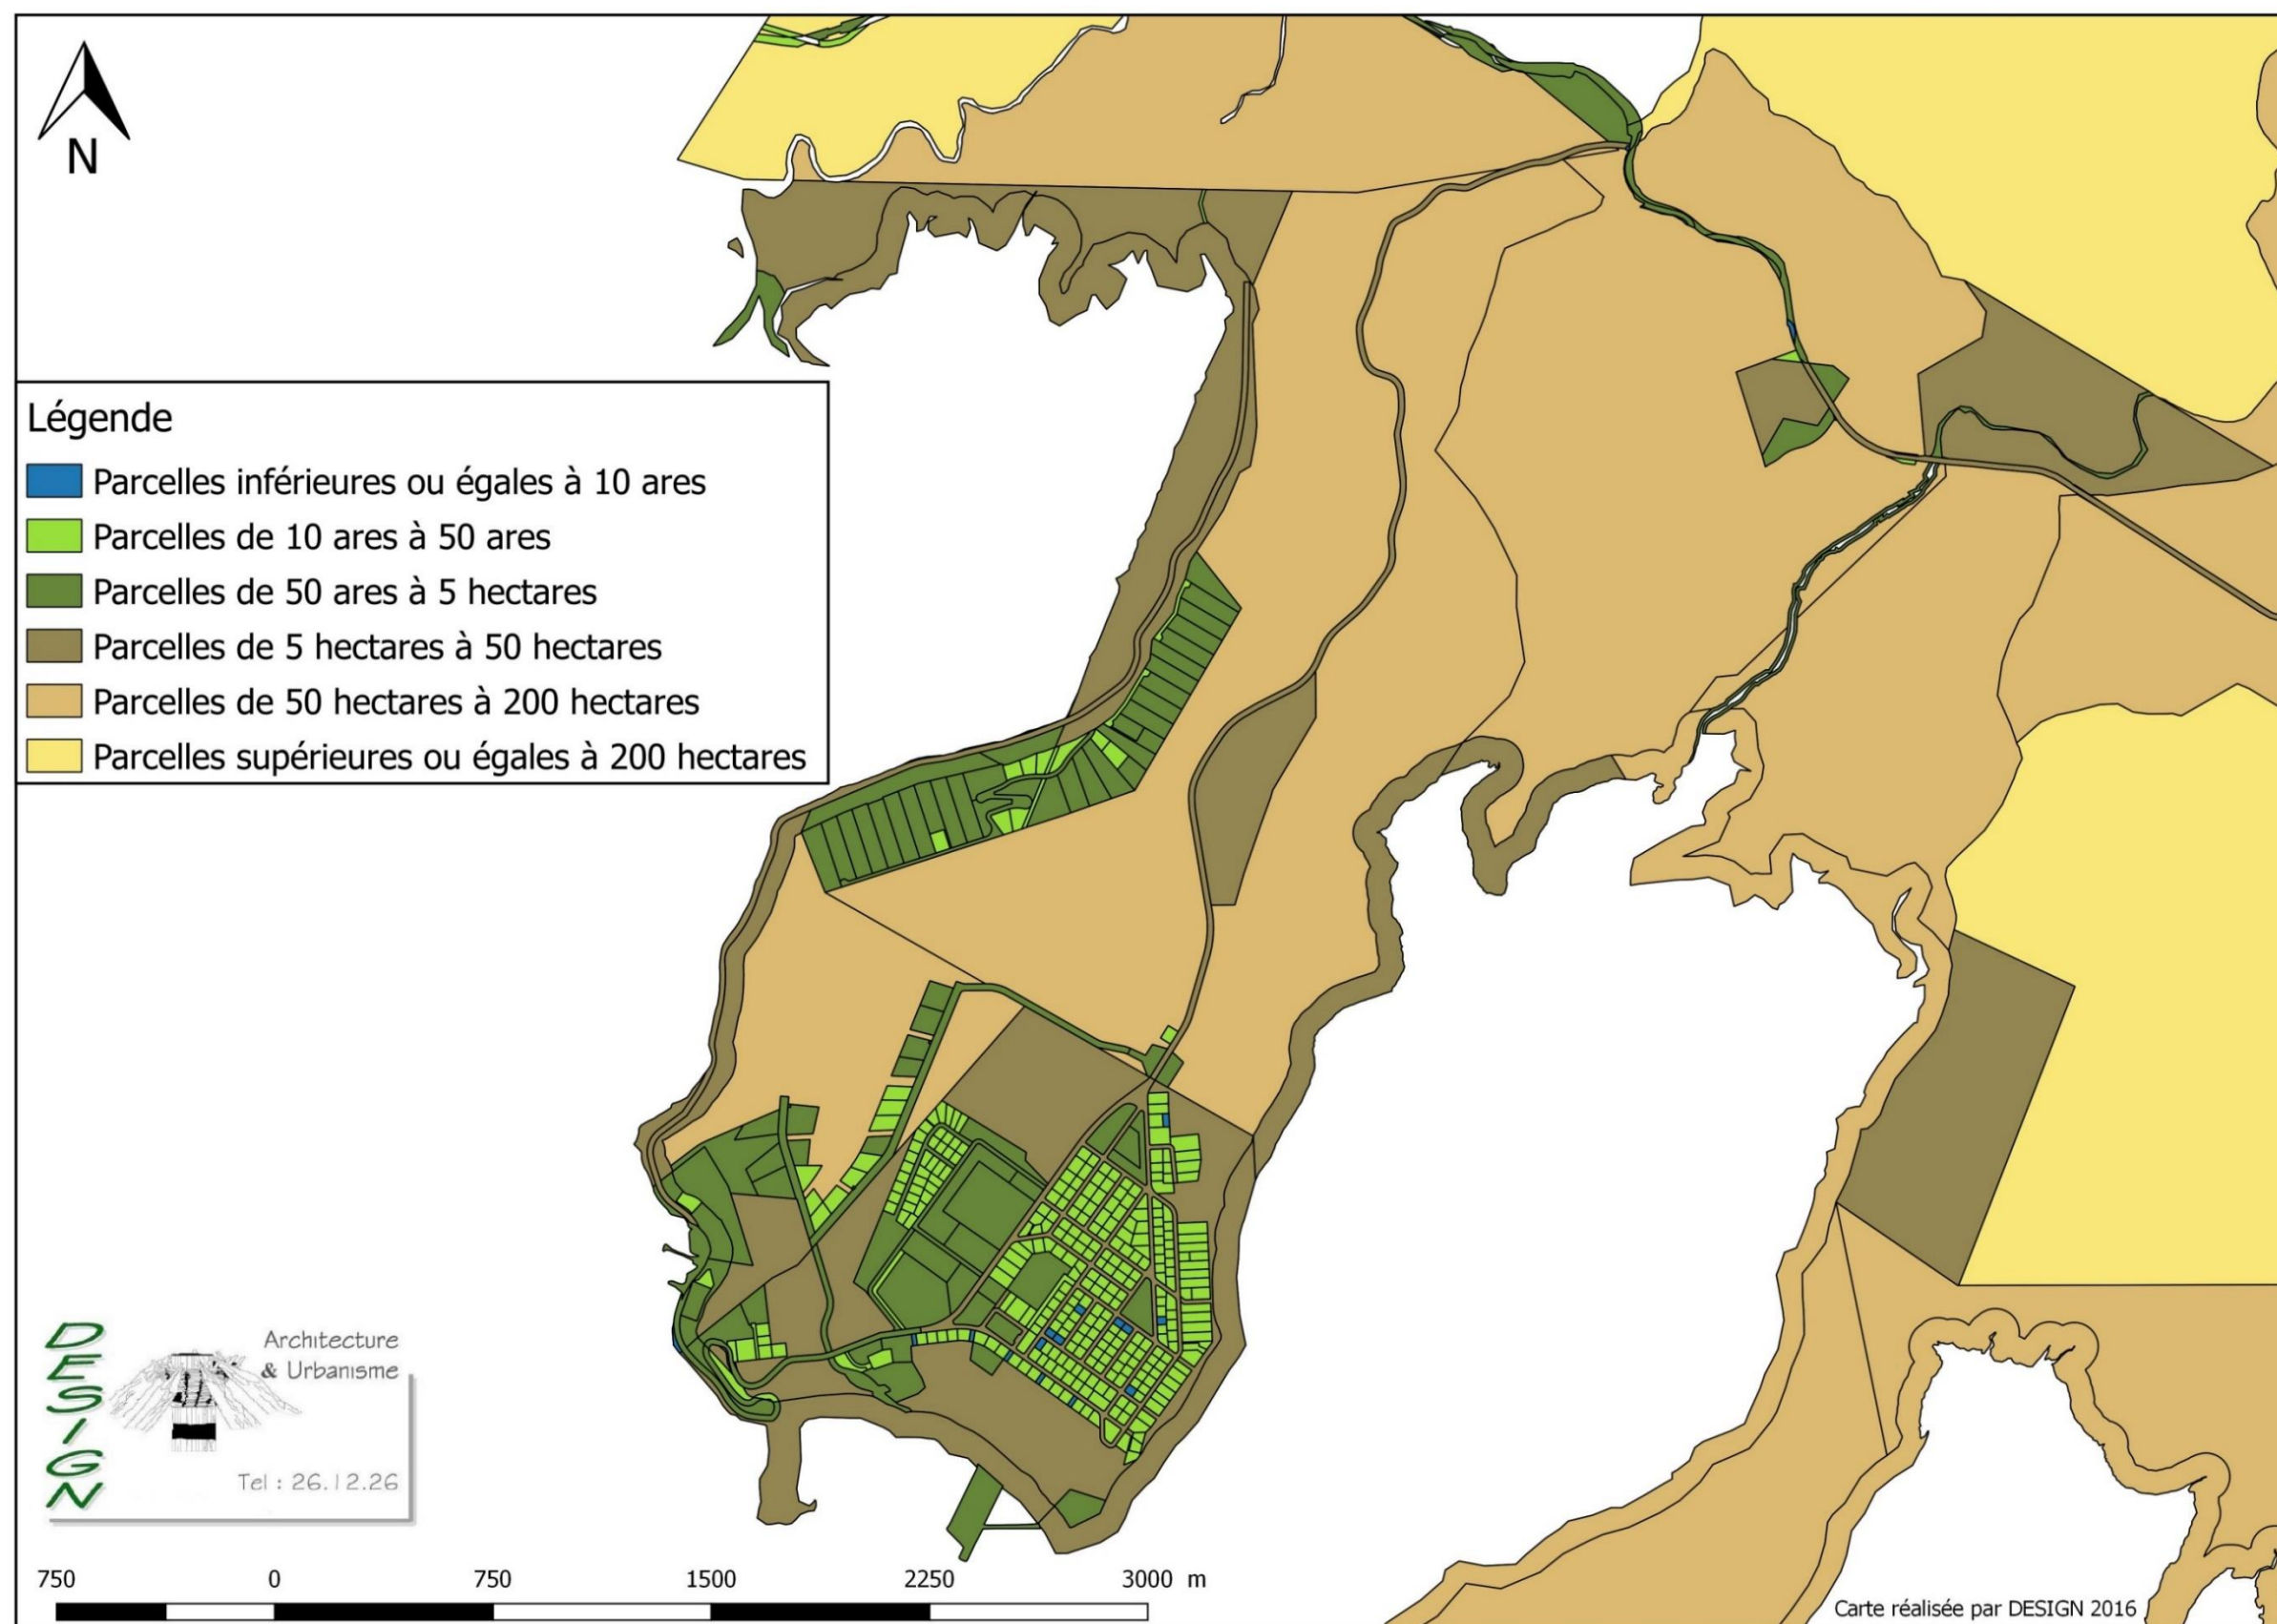 N
Légende
Parcelles inférieures ou égales à 10 ares
Parcelles de 10 ares à 50 ares
Parcelles de 50 ares à 5 hectares
Parcelles de 5 hectares à 50 hectares
Parcelles de 50 hectares à 200 hectares
Parcelles supérieures ou égales à 200 hectares
DESIGN
Architecture
& Urbanisme
Tel : 26.12.26
750 0 750 1500 2250 3000 m
Carte réalisée par DESIGN 2016